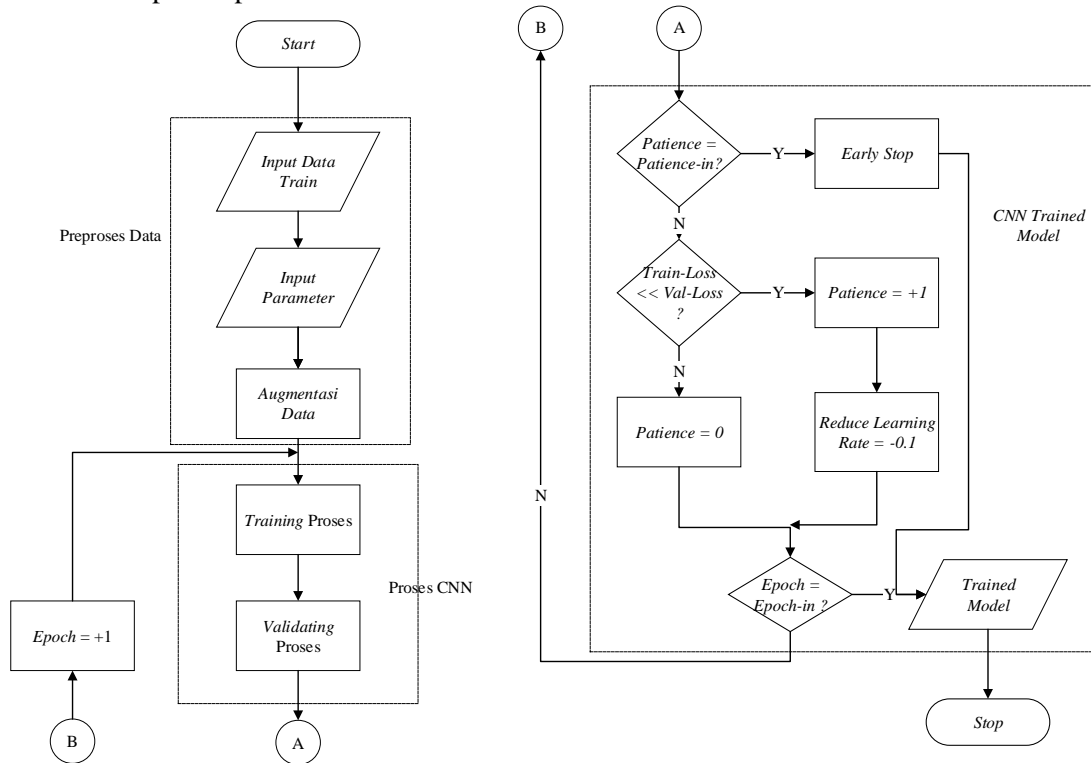 Start
Input Data
Train
Preproses Data
Input
Parameter
Augmentasi
Data
Training Proses
Proses CNN
Validating
Proses
Epoch = +1
B
A
B
A
Patience =
Patience-in?
Y
Early Stop
N
CNN Trained
Model
Train-Loss
<< Val-Loss
?
Y
Patience = +1
N
Patience = 0
Reduce Learning
Rate = -0.1
N
Epoch =
Epoch-in ?
Y
Trained
Model
Stop